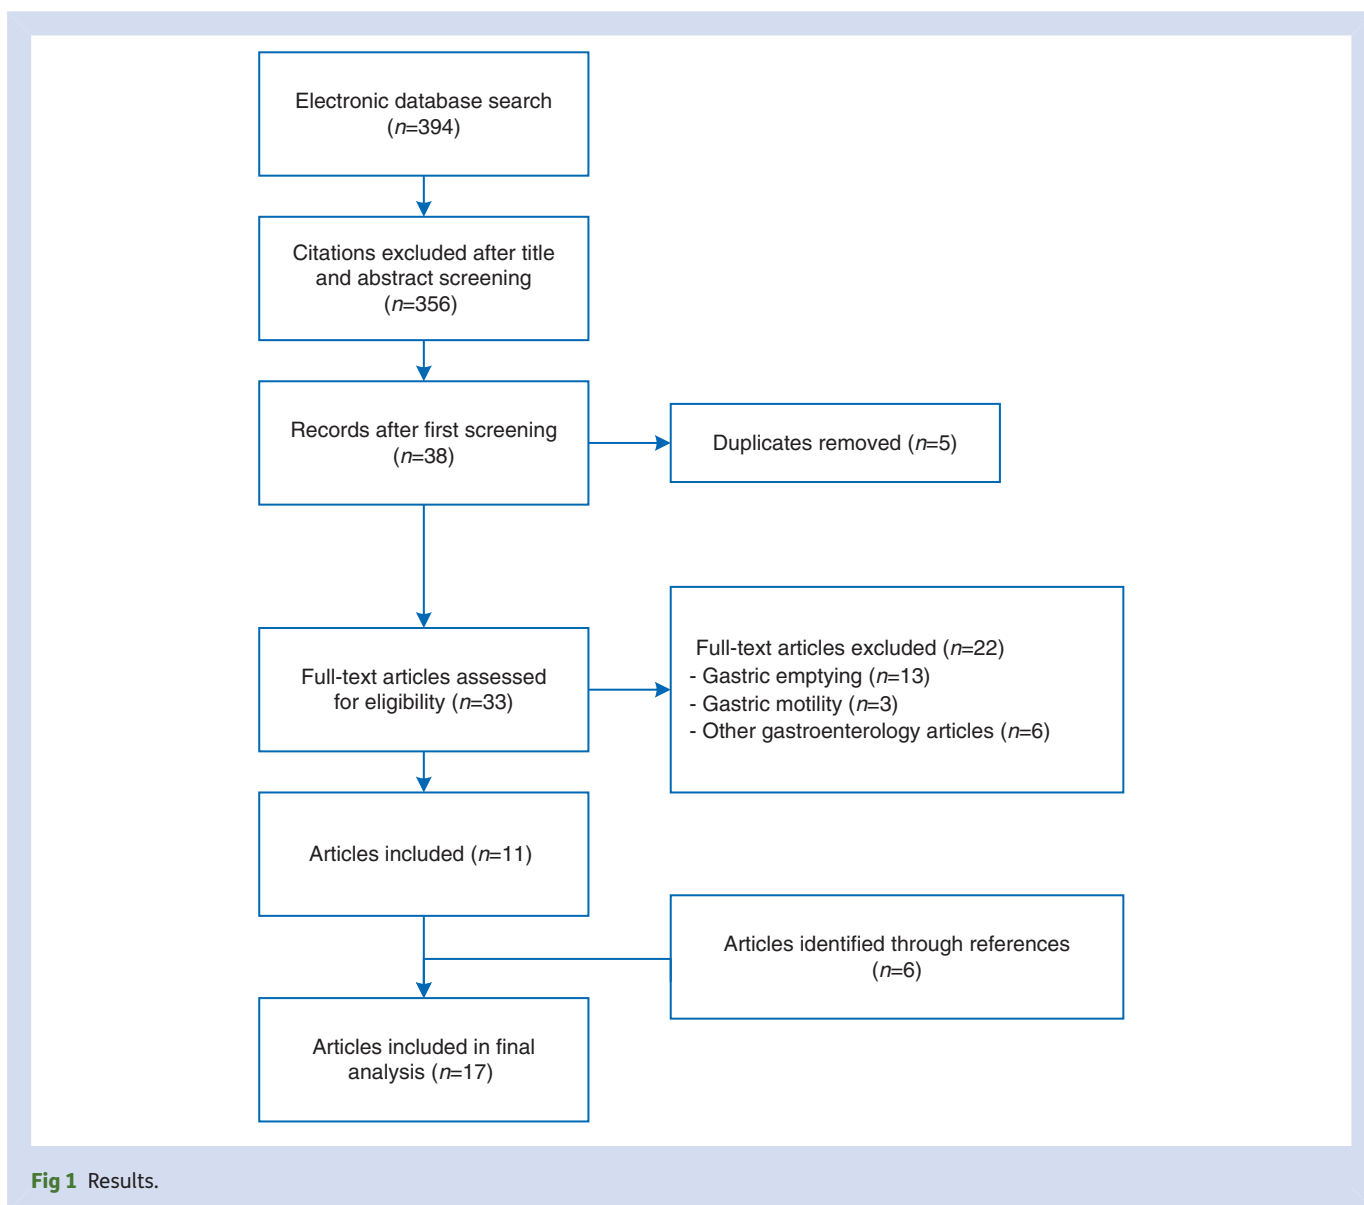 Electronic database search
(n=394)
Citations excluded after title
and abstract screening
(n=356)
Records after first screening
(n=38)
Duplicates removed (n=5)
Full-text articles assessed
for eligibility (n=33)
Full-text articles excluded (n=22)
- Gastric emptying (n=13)
- Gastric motility (n=3)
- Other gastroenterology articles (n=6)
Articles included (n=11)
Articles identified through references
(n=6)
Articles included in final
analysis (n=17)
Fig 1 Results.